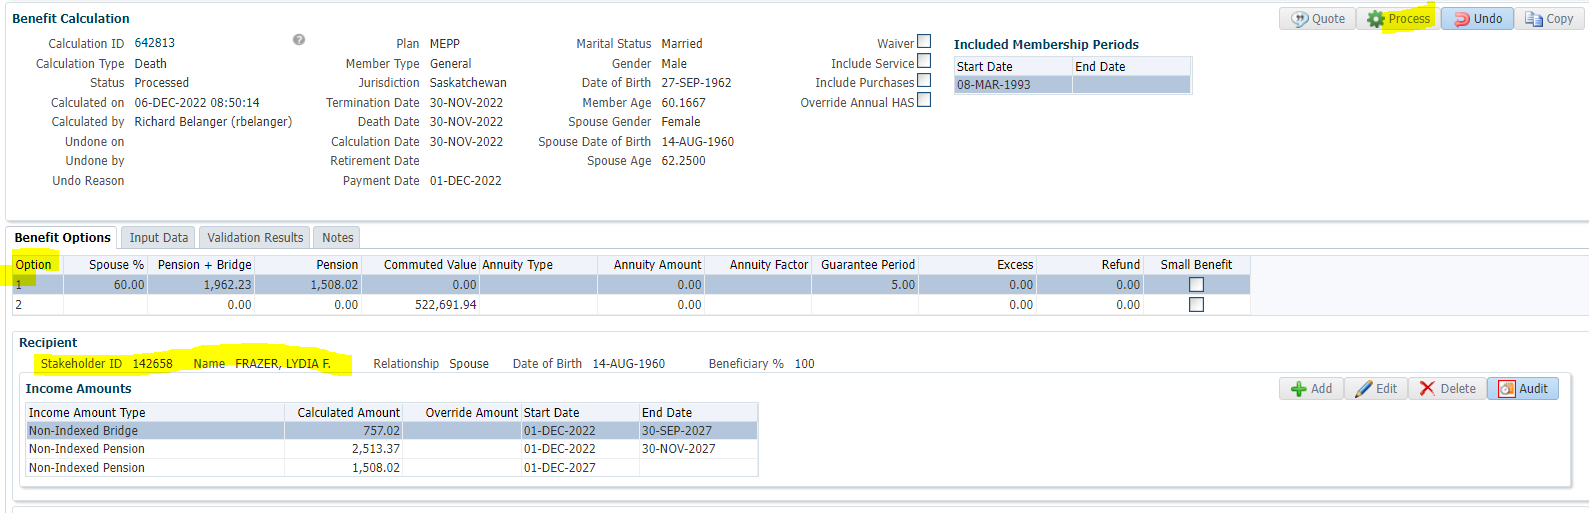 Benefit Calculation
Quote Process Undo Copy
Calculation ID 642813 Plan MEPP Marital Status Married Waiver Included Membership Periods
Calculation Type Death Member Type General Gender Male Include Service Start Date End Date
Status Processed Jurisdiction Saskatchewan Date of Birth 27-SEP-1962 Include Purchases 08-MAR-1993
Calculated on 06-DEC-2022 08:50:14 Termination Date 30-NOV-2022 Member Age 60.1667 Override Annual HAS
Calculated by Richard Belanger (rbelanger) Death Date 30-NOV-2022 Spouse Gender Female
Undone on Calculation Date 30-NOV-2022 Spouse Date of Birth 14-AUG-1960
Undone by Retirement Date Spouse Age 62.2500
Undo Reason Payment Date 01-DEC-2022
Benefit Options Input Data Validation Results Notes
Option Spouse % Pension + Bridge Pension Commuted Value Annuity Type Annuity Amount Annuity Factor Guarantee Period Excess Refund Small Benefit
1 60.00 1,962.23 1,508.02 0.00 0.00 5.00 0.00 0.00
2 0.00 0.00 522,691.94 0.00 0.00 0.00
Recipient
Stakeholder ID 142658 Name FRAZER, LYDIA F. Relationship Spouse Date of Birth 14-AUG-1960 Beneficiary % 100
Income Amounts
Add Edit Delete Audit
Income Amount Type Calculated Amount Override Amount Start Date End Date
Non-Indexed Bridge 757.02 01-DEC-2022 30-SEP-2027
Non-Indexed Pension 2,513.37 01-DEC-2022 30-NOV-2027
Non-Indexed Pension 1,508.02 01-DEC-2027